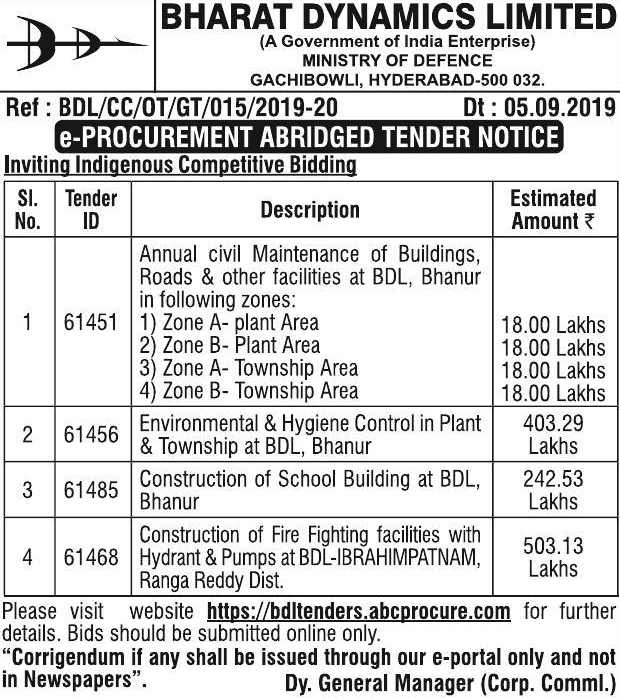 BHARAT DYNAMICS LIMITED
(A Government of India Enterprise)
MINISTRY OF DEFENCE
GACHIBOWLI, HYDERABAD-500 032.
Ref : BDL/CC/OT/GT/015/2019-20 Dt : 05.09.2019
e-PROCUREMENT ABRIDGED TENDER NOTICE
Inviting Indigenous Competitive Bidding
Sl. No. Tender ID Description Estimated Amount ₹
1 61451 Annual civil Maintenance of Buildings,
Roads & other facilities at BDL, Bhanur
in following zones:
1) Zone A- plant Area 18.00 Lakhs
2) Zone B- Plant Area 18.00 Lakhs
3) Zone A- Township Area 18.00 Lakhs
4) Zone B- Township Area 18.00 Lakhs
2 61456 Environmental & Hygiene Control in Plant
& Township at BDL, Bhanur 403.29 Lakhs
3 61485 Construction of School Building at BDL,
Bhanur 242.53 Lakhs
4 61468 Construction of Fire Fighting facilities with
Hydrant & Pumps at BDL-IBRAHIMPATNAM,
Ranga Reddy Dist. 503.13 Lakhs
Please visit website https://bdltenders.abcprocure.com for further
details. Bids should be submitted online only.
“Corrigendum if any shall be issued through our e-portal only and not
in Newspapers”. Dy. General Manager (Corp. Comml.)